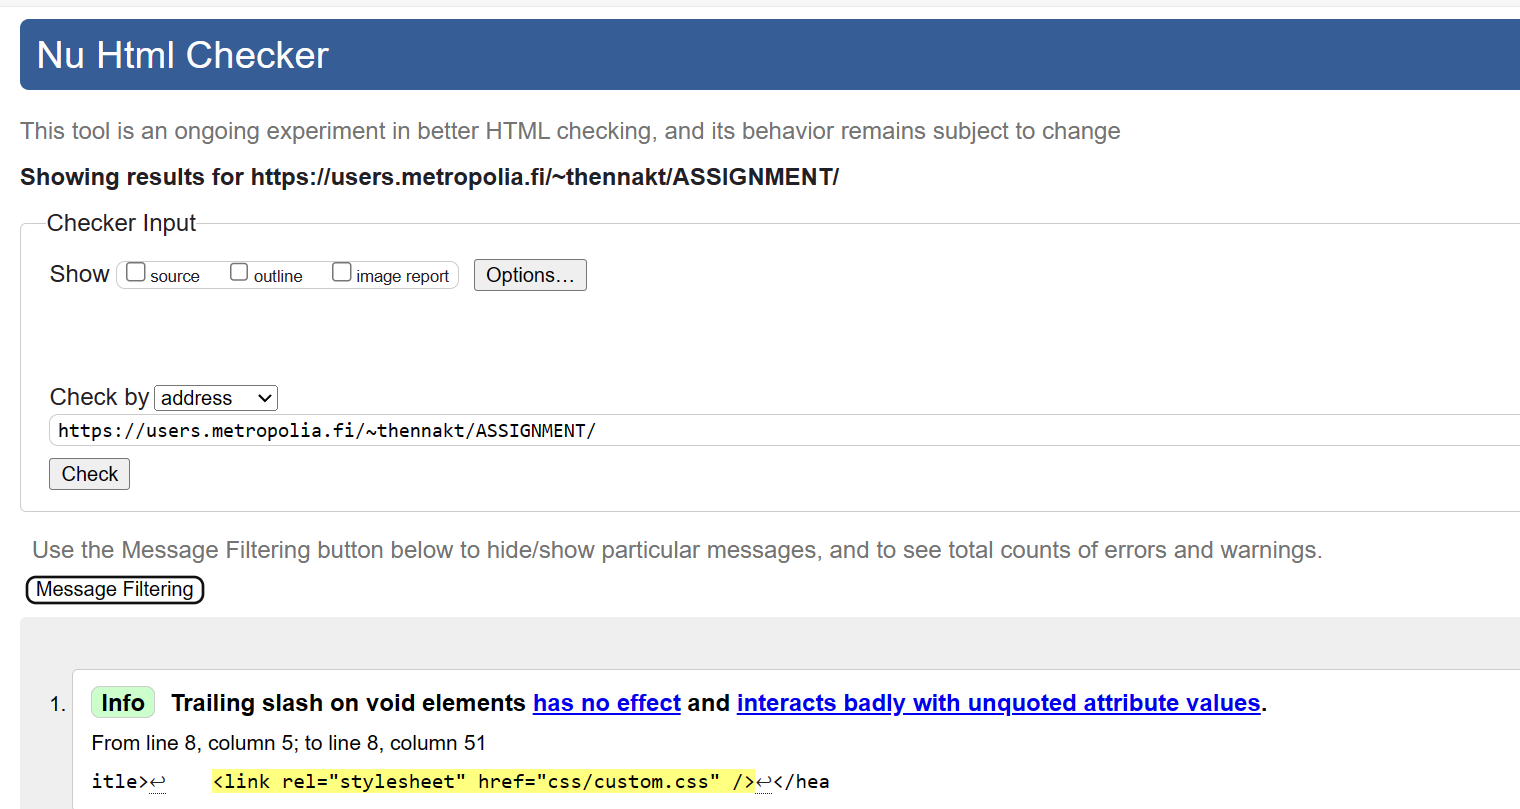 Nu Html Checker
This tool is an ongoing experiment in better HTML checking, and its behavior remains subject to change
Showing results for https://users.metropolia.fi/~thennakt/ASSIGNMENT/
Checker Input
Show source outline image report Options...
Check by address
https://users.metropolia.fi/~thennakt/ASSIGNMENT/
Check
Use the Message Filtering button below to hide/show particular messages, and to see total counts of errors and warnings.
Message Filtering
1. Info Trailing slash on void elements has no effect and interacts badly with unquoted attribute values.
From line 8, column 5; to line 8, column 51
itle>↩ <link rel="stylesheet" href="css/custom.css" />↩</hea